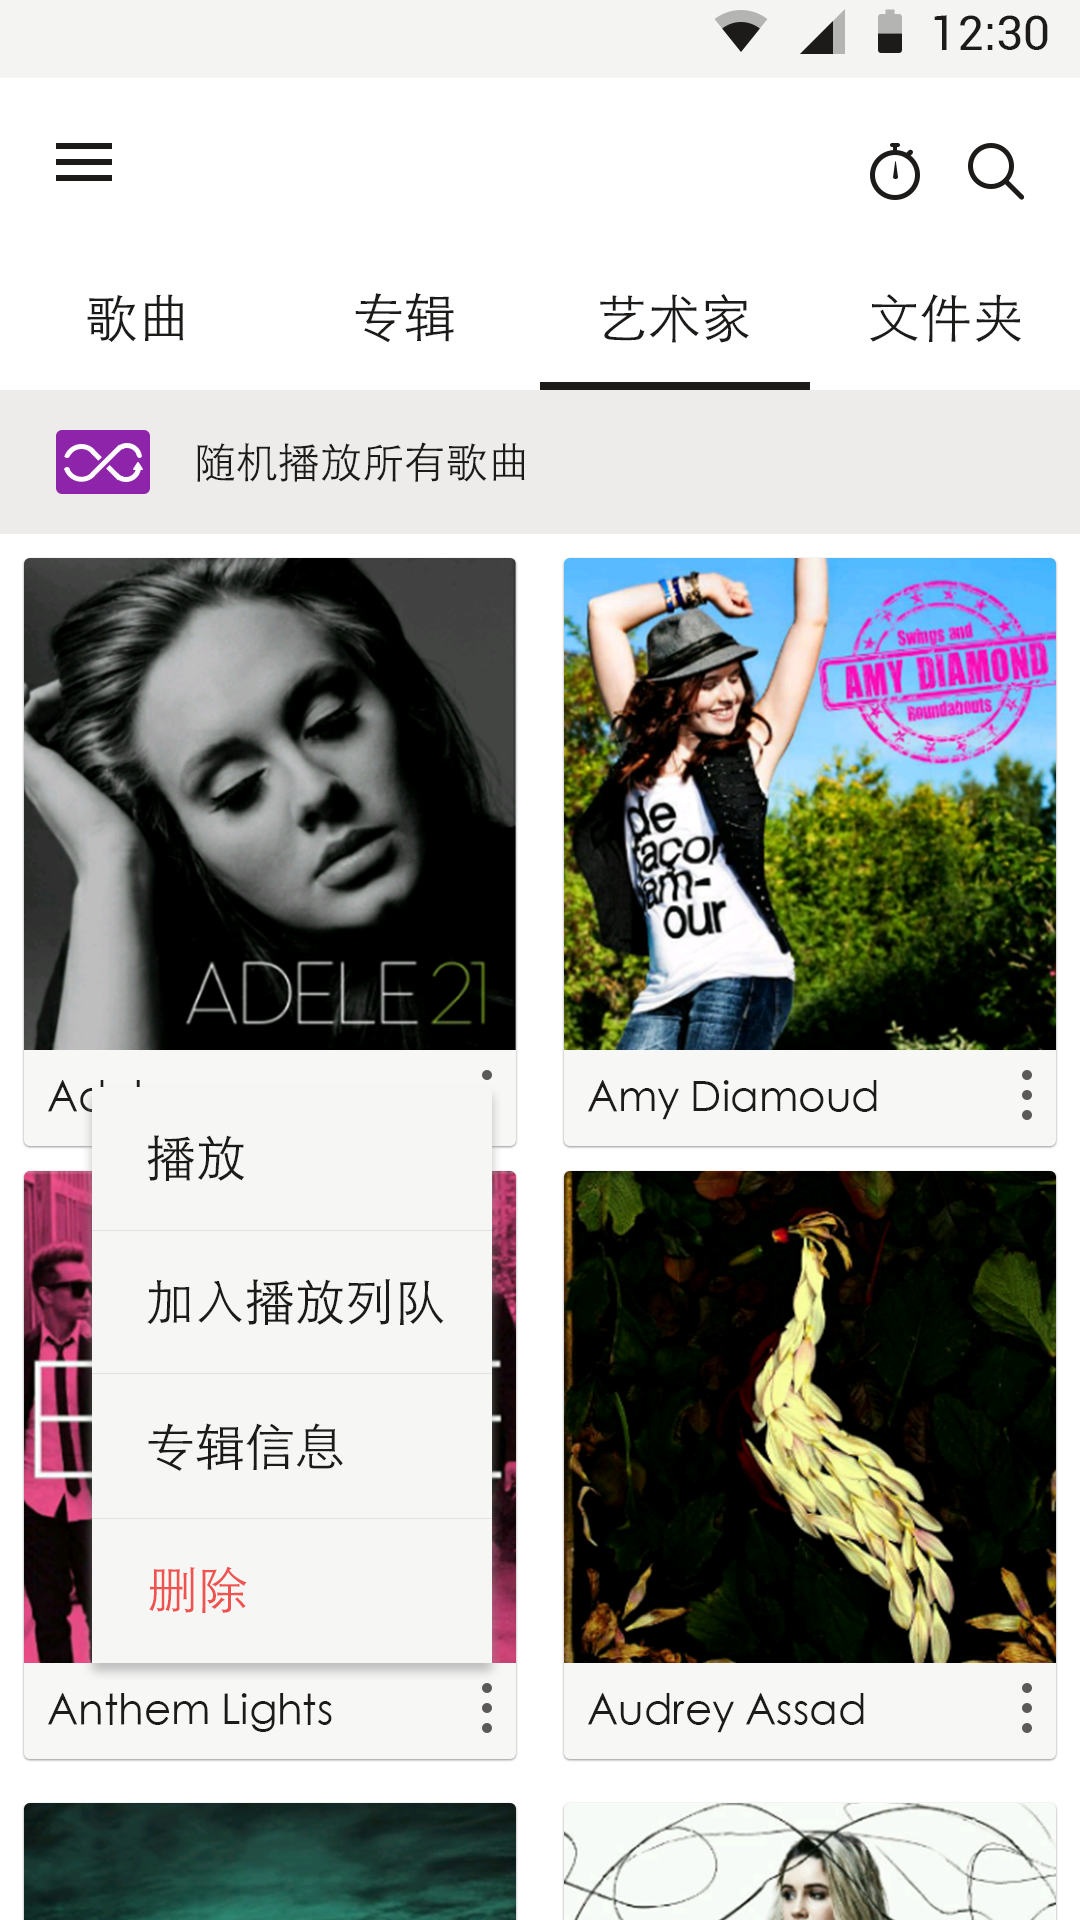 12:30
歌曲 专辑 艺术家 文件夹
随机播放所有歌曲
ADELE 21
Swings and
AMY DIAMOND
Roundabouts
de
façon
d'am-
our
Amy Diamoud
播放
加入播放列队
专辑信息
删除
Anthem Lights
Audrey Assad